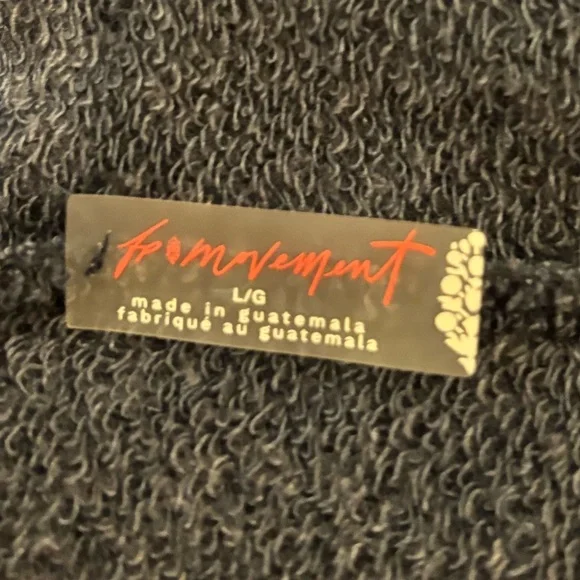 fp movement
L/G
made in guatemala
fabriqué au guatemala